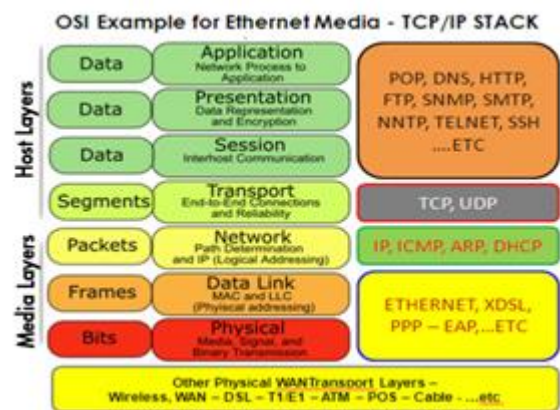 OSI Example for Ethernet Media - TCP/IP STACK
Host Layers
Data
Application
Network Process to
Application
Data
Presentation
Data Representation
and Encryption
Data
Session
Interhost Communication
POP, DNS, HTTP,
FTP, SNMP, SMTP,
NNTP, TELNET, SSH
....ETC
Segments
Transport
End-to-End Connections
and Reliability
TCP, UDP
Media Layers
Packets
Network
Path Determination
and IP (Logical Addressing)
IP, ICMP, ARP, DHCP
Frames
Data Link
MAC and LLC
(Phyiscal addressing)
Bits
Physical
Media, Signal, and
Binary Transmission
ETHERNET, XDSL,
PPP – EAP,...ETC
Other Physical WANTransport Layers –
Wireless, WAN – DSL – T1/E1 – ATM – POS – Cable - ...etc